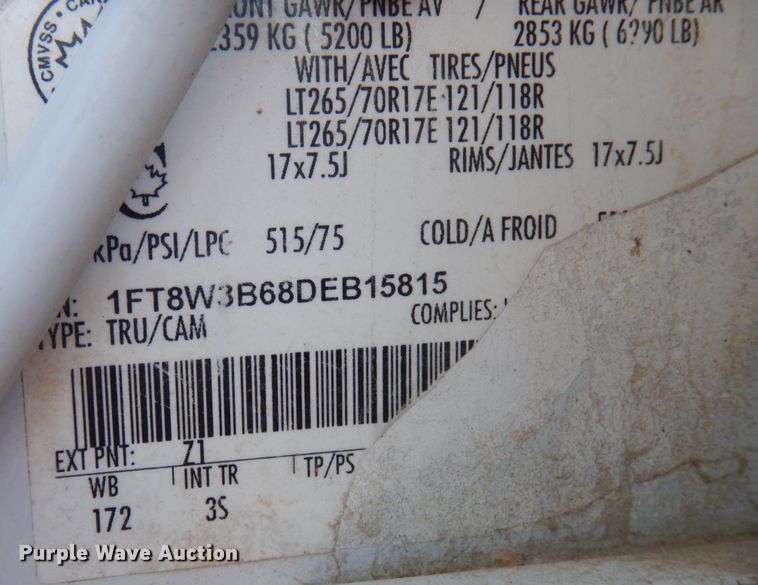 CMVSS • CAN
FRONT GAWR/PNBE AV / REAR GAWR/PNBE AR
2359 KG (5200 LB) 2853 KG (6290 LB)
WITH/AVEC TIRES/PNEUS
LT265/70R17E 121/118R
LT265/70R17E 121/118R
17x7.5J RIMS/JANTES 17x7.5J
kPa/PSI/LPC 515/75 COLD/A FROID
1FT8W3B68DEB15815
TYPE: TRU/CAM COMPLIES:
EXT PNT: Z1
WB INT TR TP/PS
172 3S
Purple Wave Auction